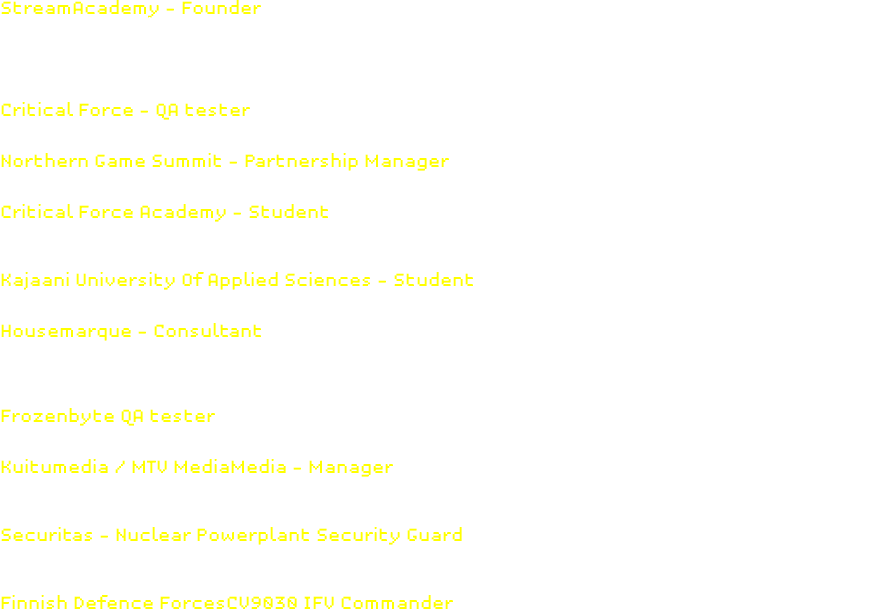 StreamAcademy - Founder
Critical Force - QA tester
Northern Game Summit - Partnership Manager
Critical Force Academy - Student
Kajaani University Of Applied Sciences - Student
Housemarque - Consultant
Frozenbyte QA tester
Kuitumedia / MTV MediaMedia - Manager
Securitas - Nuclear Powerplant Security Guard
Finnish Defence ForcesCV9030 IFV Commander